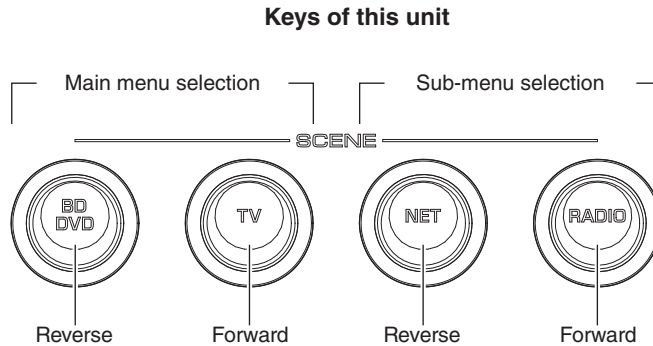 Keys of this unit
Main menu selection
Sub-menu selection
SCENE
BD
DVD
TV
NET
RADIO
Reverse
Forward
Reverse
Forward